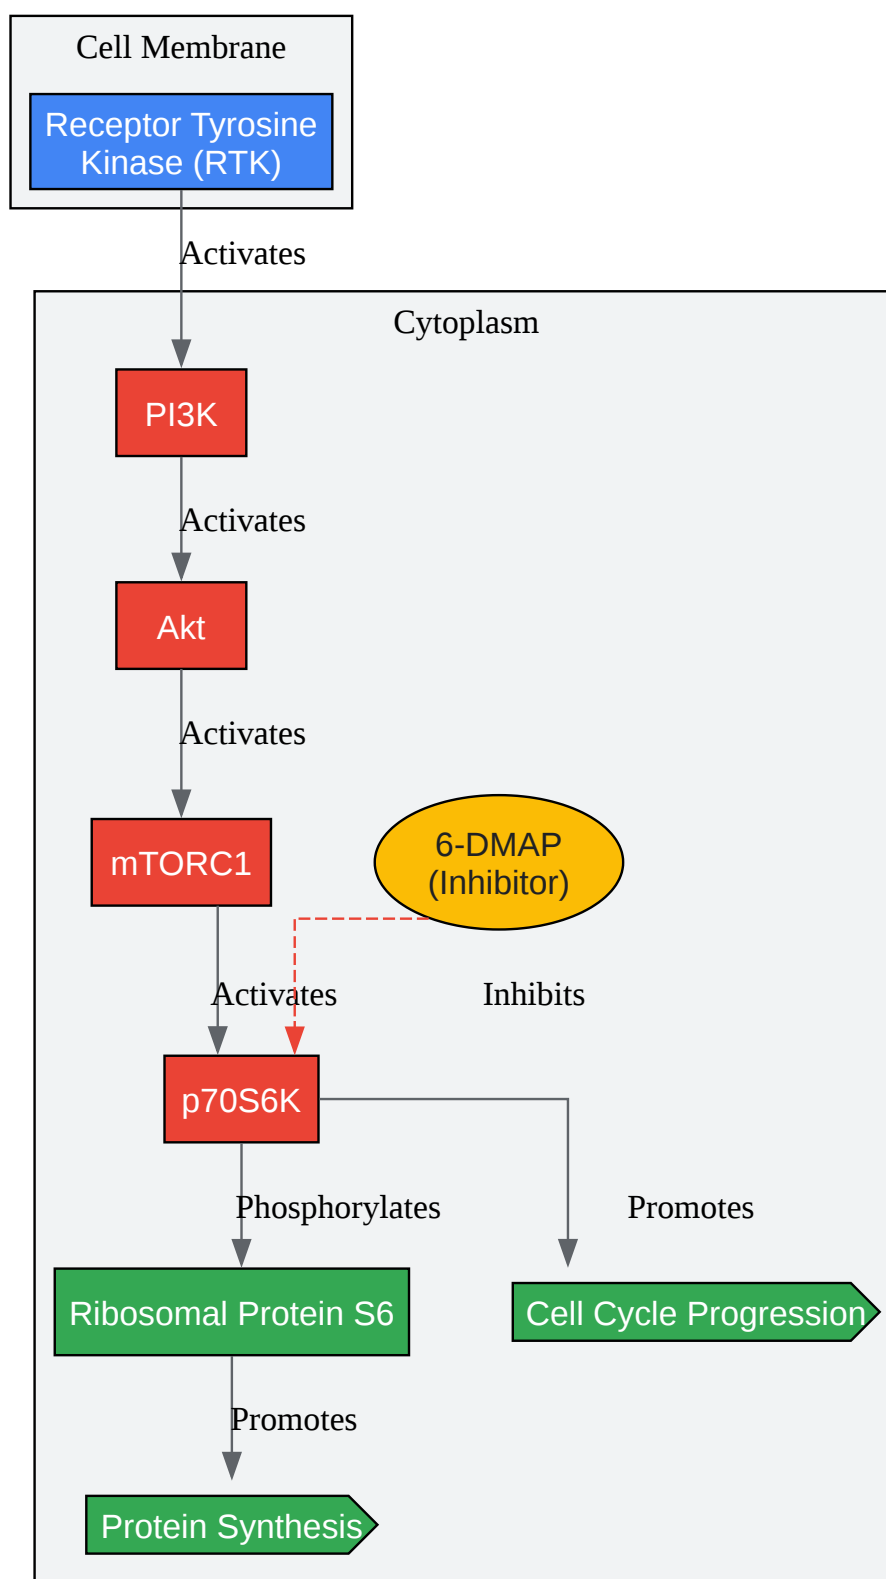 Cell Membrane
Receptor Tyrosine
Kinase (RTK)
Activates
Cytoplasm
PI3K
Activates
Akt
Activates
mTORC1
6-DMAP
(Inhibitor)
Activates
Inhibits
p70S6K
Phosphorylates
Promotes
Ribosomal Protein S6
Cell Cycle Progression
Promotes
Protein Synthesis